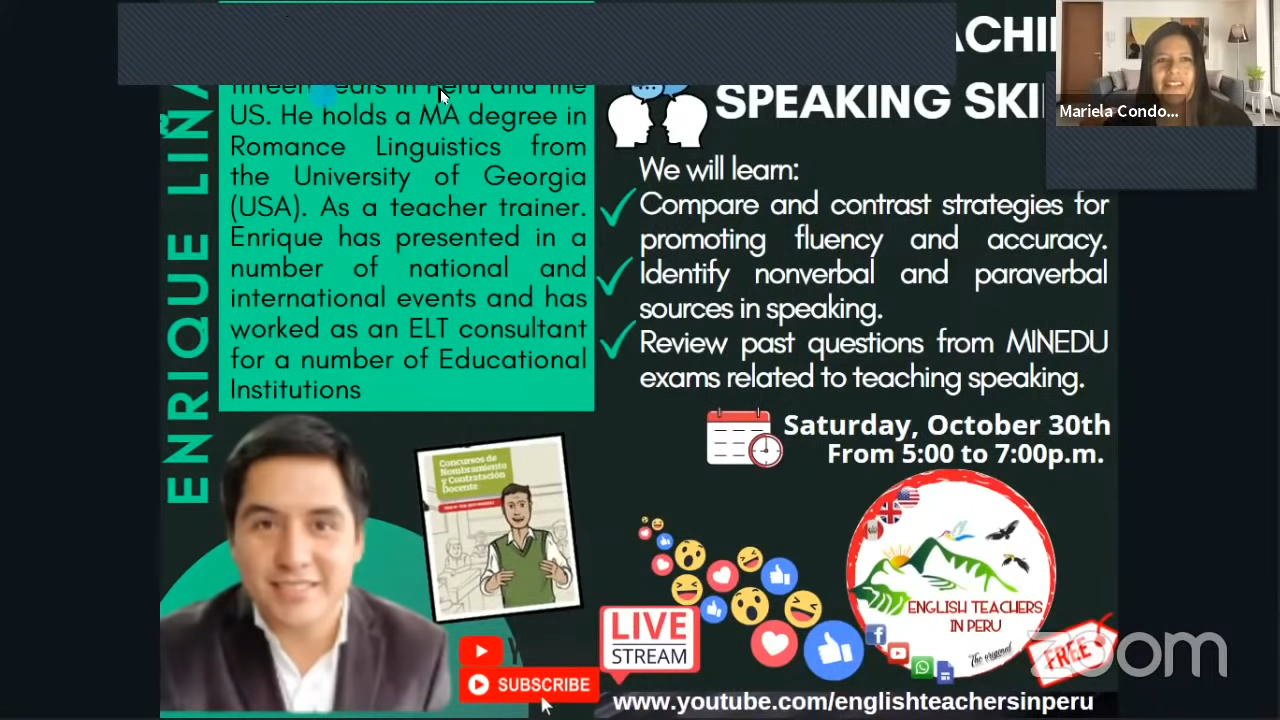 ENRIQUE LIÑA
fifteen years in Peru and the
US. He holds a MA degree in
Romance Linguistics from
the University of Georgia
(USA). As a teacher trainer.
Enrique has presented in a
number of national and
international events and has
worked as an ELT consultant
for a number of Educational
Institutions
SPEAKING SKI
We will learn:
Compare and contrast strategies for
promoting fluency and accuracy.
Identify nonverbal and paraverbal
sources in speaking.
Review past questions from MINEDU
exams related to teaching speaking.
Saturday, October 30th
From 5:00 to 7:00p.m.
Mariela Condo...
Concursos de
Nombramiento
y Contratación
Docente
LIVE
STREAM
SUBSCRIBE
ENGLISH TEACHERS
IN PERU
The original
FREE
zoom
www.youtube.com/englishteachersinperu